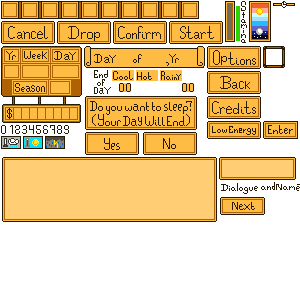 Cancel Drop Confirm Start
Stamina
Yr Week Day
Season
Day of ,Yr
Options
End of Day
Cool Hot Rainy
00 00
Back
$
Do you want to sleep?
(Your Day Will End)
Credits
0123456789
Yes No
Low Energy Enter
Dialogue and Name
Next